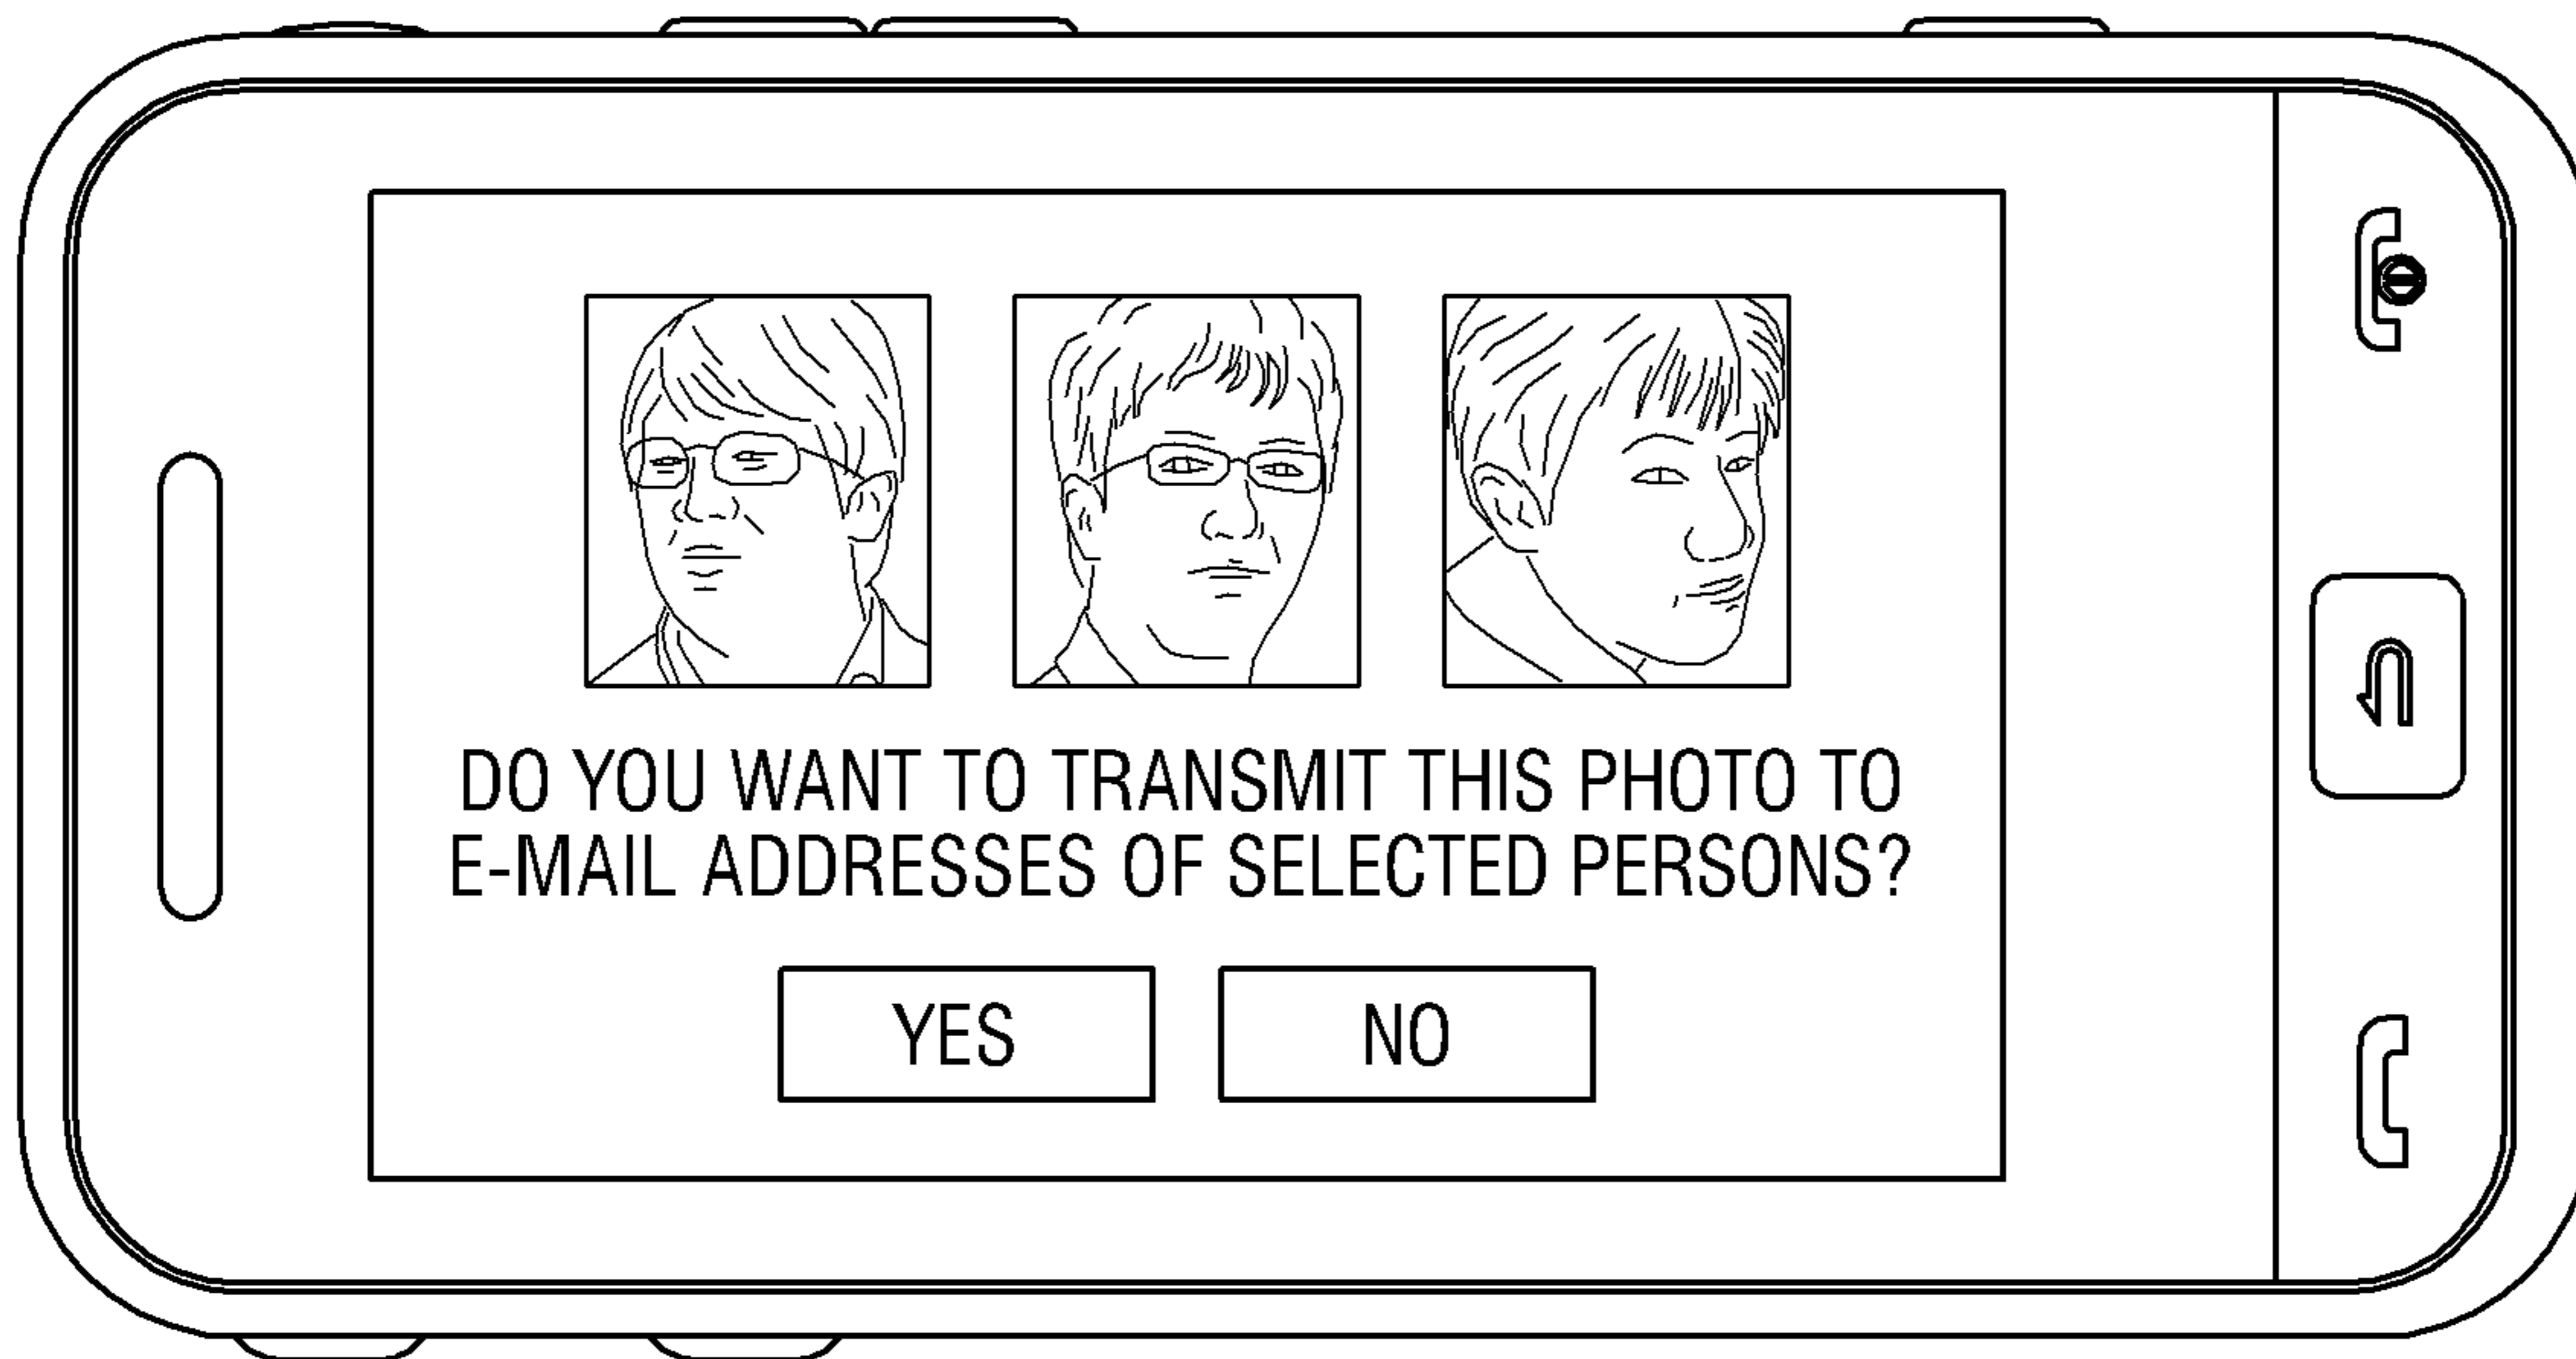 DO YOU WANT TO TRANSMIT THIS PHOTO TO
E-MAIL ADDRESSES OF SELECTED PERSONS?
YES NO